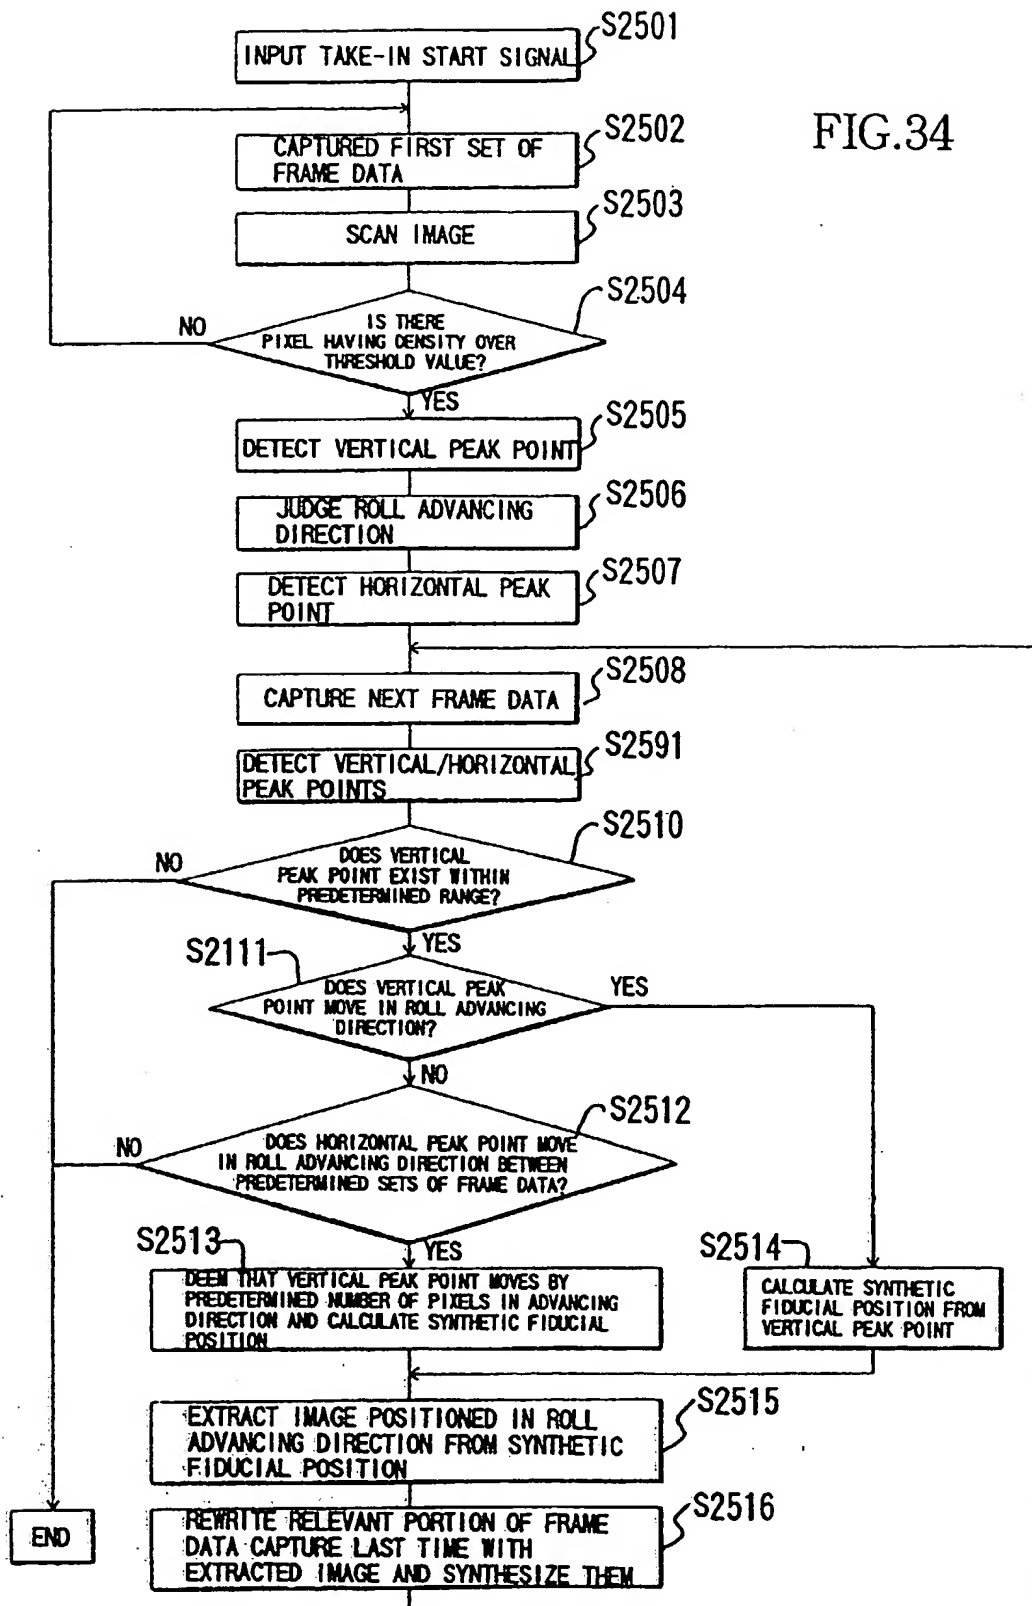 S2501
INPUT TAKE-IN START SIGNAL
FIG.34
S2502
CAPTURED FIRST SET OF
FRAME DATA
S2503
SCAN IMAGE
S2504
IS THERE
PIXEL HAVING DENSITY OVER
THRESHOLD VALUE?
NO
YES
S2505
DETECT VERTICAL PEAK POINT
S2506
JUDGE ROLL ADVANCING
DIRECTION
S2507
DETECT HORIZONTAL PEAK
POINT
S2508
CAPTURE NEXT FRAME DATA
S2591
DETECT VERTICAL/HORIZONTAL
PEAK POINTS
S2510
DOES VERTICAL
PEAK POINT EXIST WITHIN
PREDETERMINED RANGE?
NO
YES
S2111
DOES VERTICAL PEAK
POINT MOVE IN ROLL ADVANCING
DIRECTION?
YES
NO
S2512
DOES HORIZONTAL PEAK POINT MOVE
IN ROLL ADVANCING DIRECTION BETWEEN
PREDETERMINED SETS OF FRAME DATA?
NO
YES
S2513
DEEM THAT VERTICAL PEAK POINT MOVES BY
PREDETERMINED NUMBER OF PIXELS IN ADVANCING
DIRECTION AND CALCULATE SYNTHETIC FIDUCIAL
POSITION
S2514
CALCULATE SYNTHETIC
FIDUCIAL POSITION FROM
VERTICAL PEAK POINT
S2515
EXTRACT IMAGE POSITIONED IN ROLL
ADVANCING DIRECTION FROM SYNTHETIC
FIDUCIAL POSITION
S2516
REWRITE RELEVANT PORTION OF FRAME
DATA CAPTURE LAST TIME WITH
EXTRACTED IMAGE AND SYNTHESIZE THEM
END